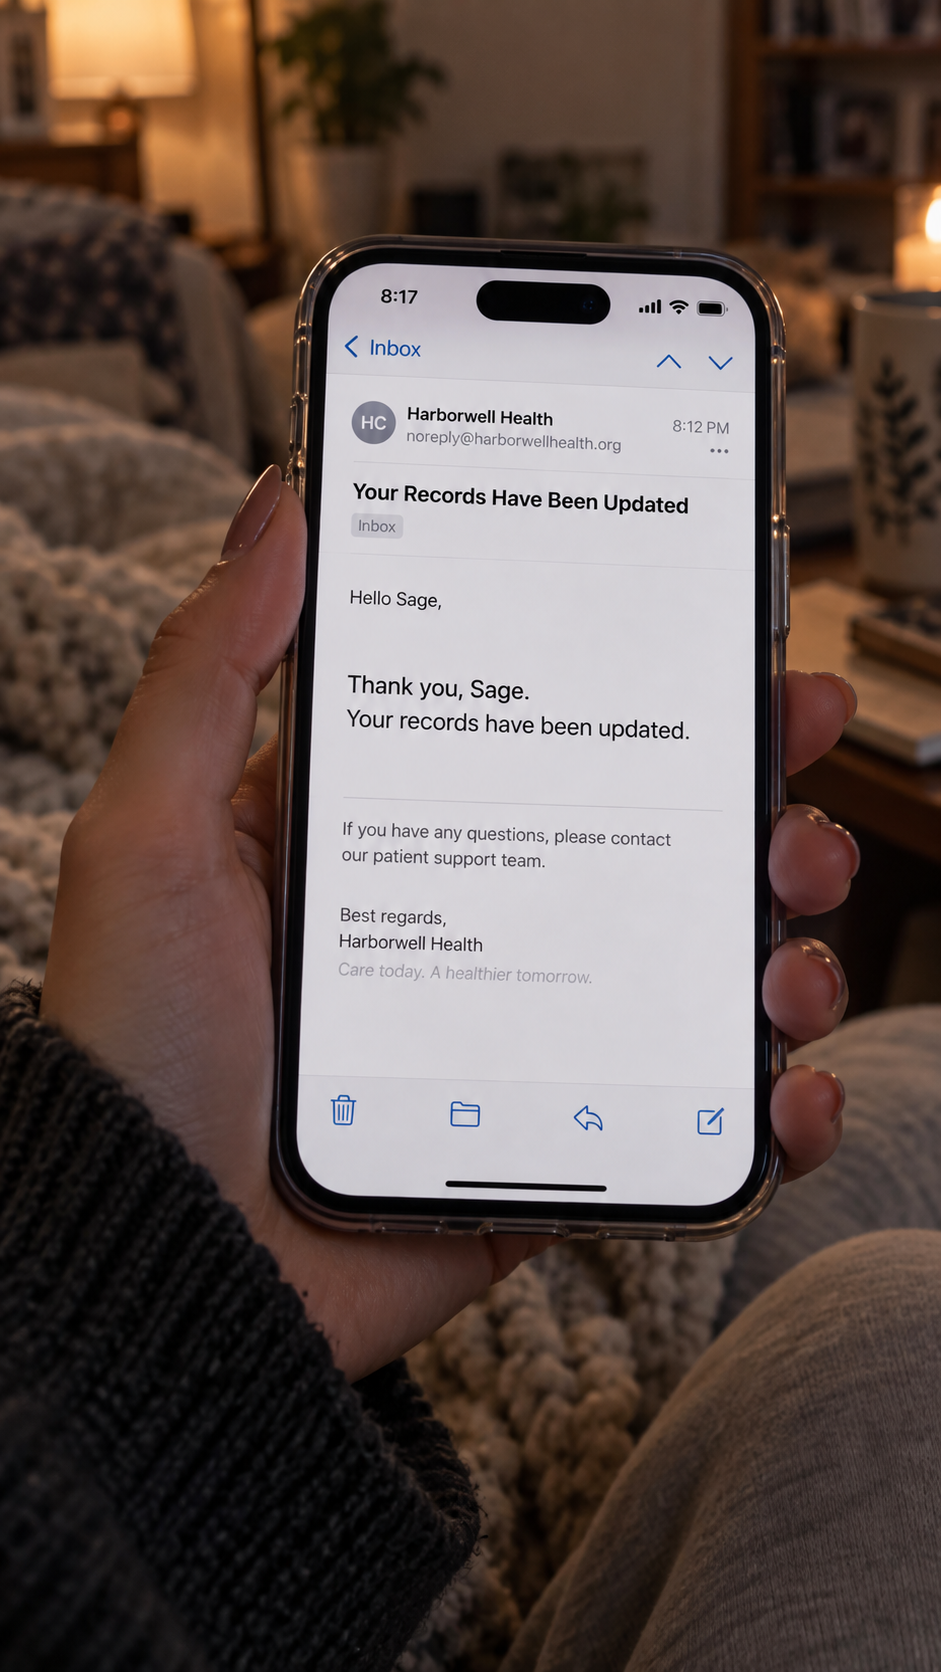 8:17
Inbox
HC
Harborwell Health
8:12 PM
noreply@harborwellhealth.org
Your Records Have Been Updated
Inbox
Hello Sage,
Thank you, Sage.
Your records have been updated.
If you have any questions, please contact
our patient support team.
Best regards,
Harborwell Health
Care today. A healthier tomorrow.